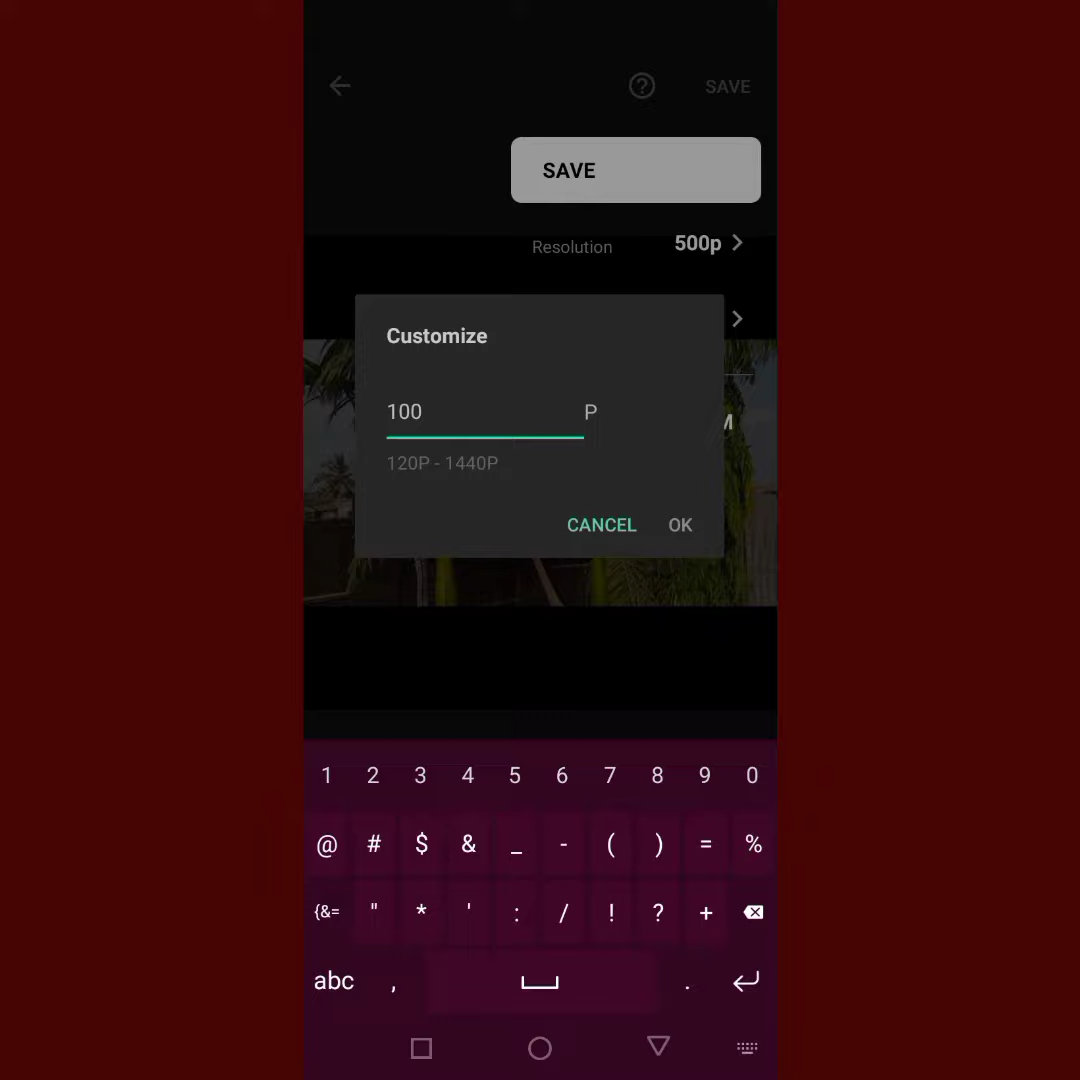 SAVE
SAVE
Resolution 500p
Customize
100 P
120P - 1440P
M
CANCEL OK
1 2 3 4 5 6 7 8 9 0
@ # $ & _ - ( ) = %
{&= " * ' : / ! ? +
abc , .